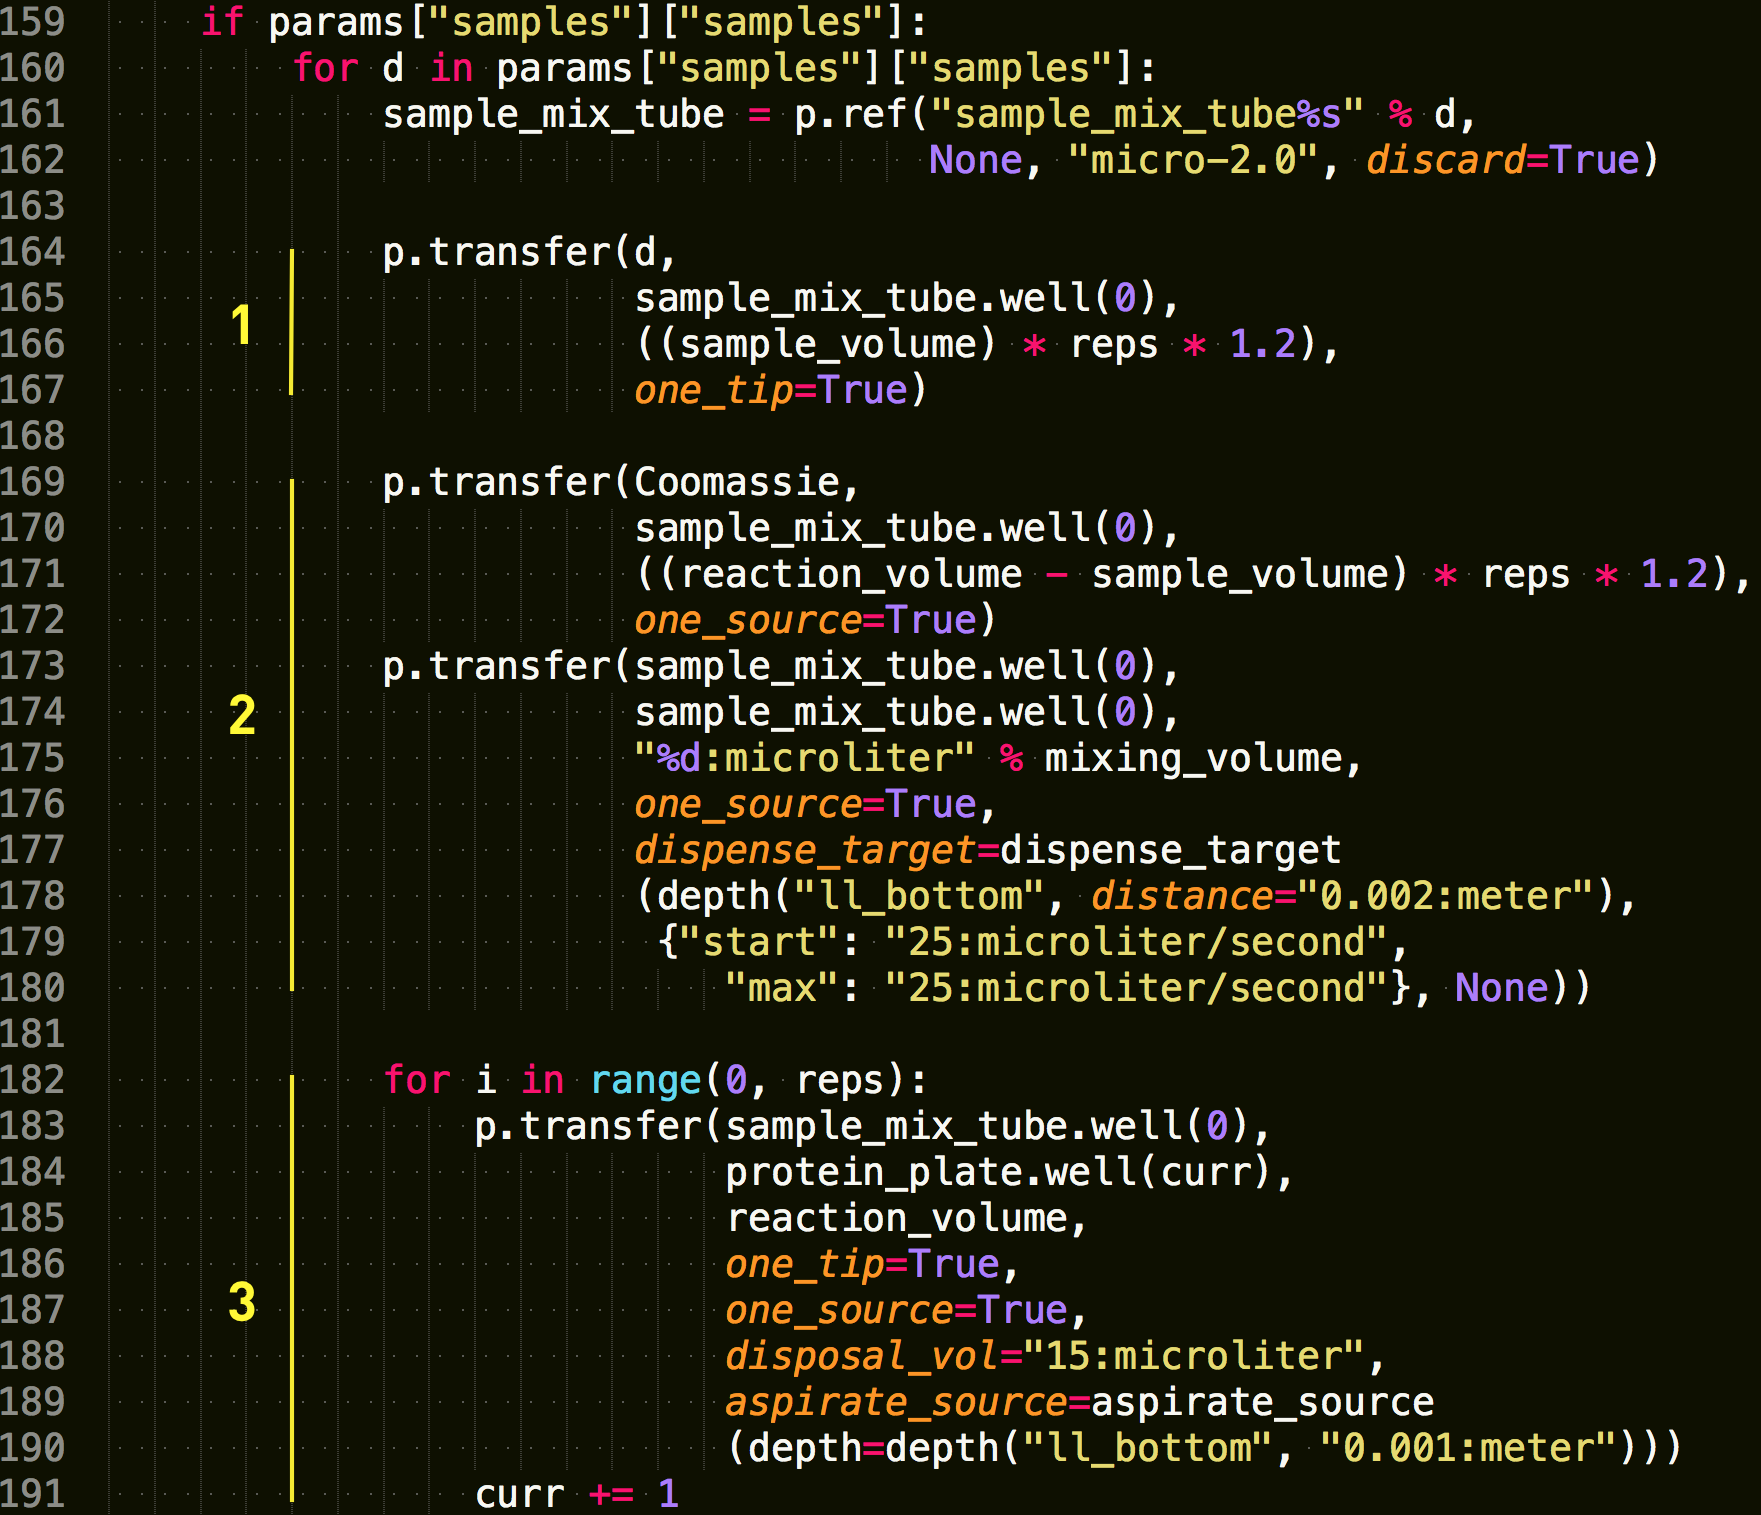 159 if params["samples"]["samples"]:
160 for d in params["samples"]["samples"]:
161 sample_mix_tube = p.ref("sample_mix_tube%s" % d,
162 None, "micro-2.0", discard=True)
163
164 p.transfer(d,
165 sample_mix_tube.well(0),
1
166 ((sample_volume) * reps * 1.2),
167 one_tip=True)
168
169 p.transfer(Coomassie,
170 sample_mix_tube.well(0),
171 ((reaction_volume - sample_volume) * reps * 1.2),
172 one_source=True)
173 p.transfer(sample_mix_tube.well(0),
2
174 sample_mix_tube.well(0),
175 "%d:microliter" % mixing_volume,
176 one_source=True,
177 dispense_target=dispense_target
178 (depth("ll_bottom", distance="0.002:meter"),
179 {"start": "25:microliter/second",
180 "max": "25:microliter/second"}, None))
181
182 for i in range(0, reps):
183 p.transfer(sample_mix_tube.well(0),
184 protein_plate.well(curr),
185 reaction_volume,
186 one_tip=True,
3
187 one_source=True,
188 disposal_vol="15:microliter",
189 aspirate_source=aspirate_source
190 (depth=depth("ll_bottom", "0.001:meter")))
191 curr += 1